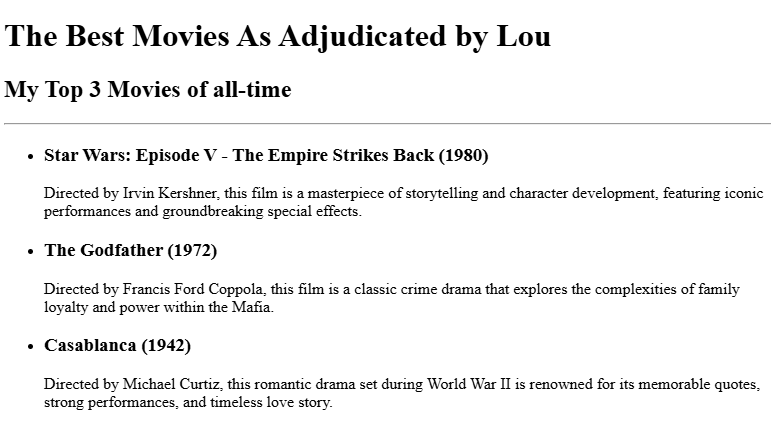 The Best Movies As Adjudicated by Lou
My Top 3 Movies of all-time
Star Wars: Episode V - The Empire Strikes Back (1980)
Directed by Irvin Kershner, this film is a masterpiece of storytelling and character development, featuring iconic
performances and groundbreaking special effects.
The Godfather (1972)
Directed by Francis Ford Coppola, this film is a classic crime drama that explores the complexities of family
loyalty and power within the Mafia.
Casablanca (1942)
Directed by Michael Curtiz, this romantic drama set during World War II is renowned for its memorable quotes,
strong performances, and timeless love story.